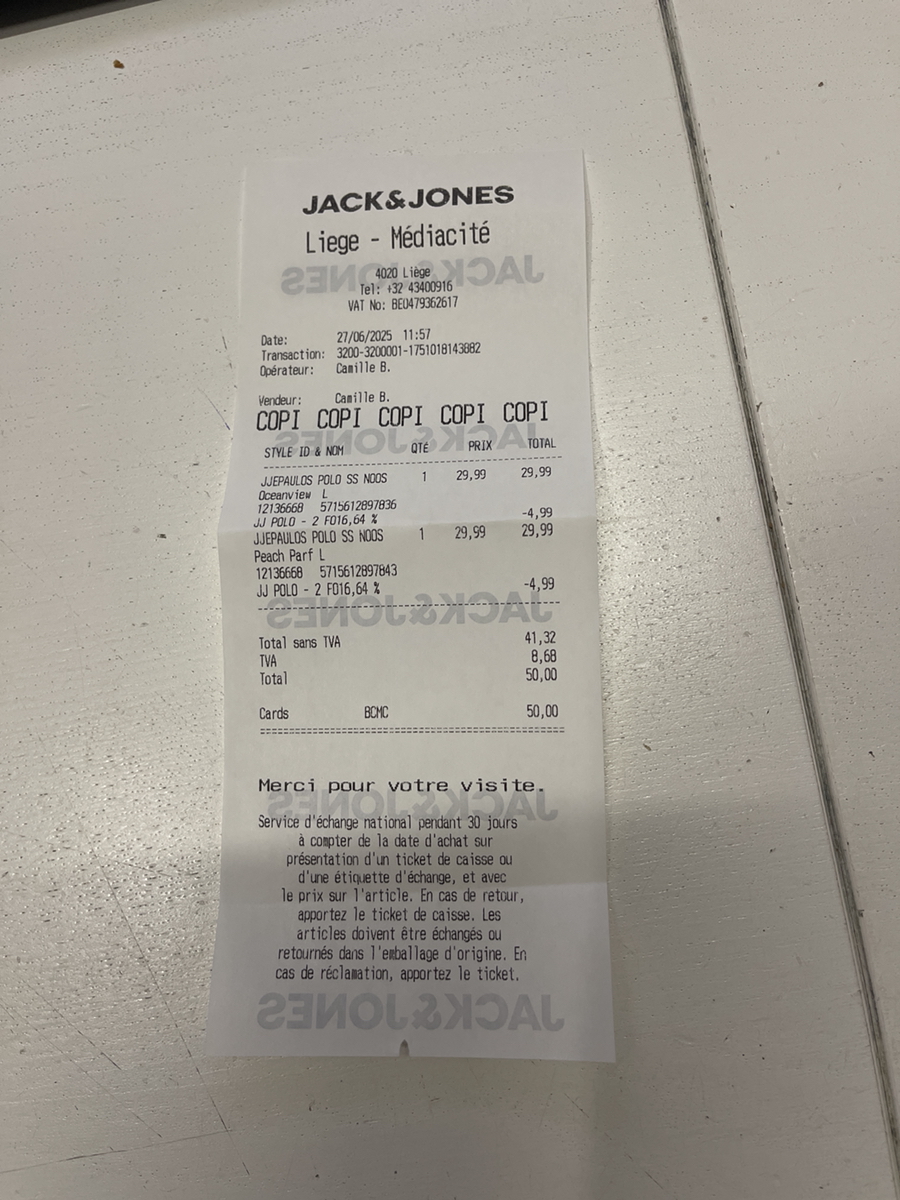 JACK&JONES
Liege - Médiacité
4020 Liège
Tel: +32 43400916
VAT No: BE0479362617
Date: 27/06/2025 11:57
Transaction: 3200-3200001-1751018143882
Opérateur: Camille B.
Vendeur: Camille B.
COPI COPI COPI COPI COPI
STYLE ID & NOM QTÉ PRIX TOTAL
JJEPAULOS POLO SS NOOS 1 29,99 29,99
Oceanview L
12136668 5715612897836
JJ POLO - 2 FO16,64 % -4,99
JJEPAULOS POLO SS NOOS 1 29,99 29,99
Peach Parf L
12136668 5715612897843
JJ POLO - 2 FO16,64 % -4,99
Total sans TVA 41,32
TVA 8,68
Total 50,00
Cards BCMC 50,00
Merci pour votre visite.
Service d'échange national pendant 30 jours
à compter de la date d'achat sur
présentation d'un ticket de caisse ou
d'une étiquette d'échange, et avec
le prix sur l'article. En cas de retour,
apportez le ticket de caisse. Les
articles doivent être échangés ou
retournés dans l'emballage d'origine. En
cas de réclamation, apportez le ticket.